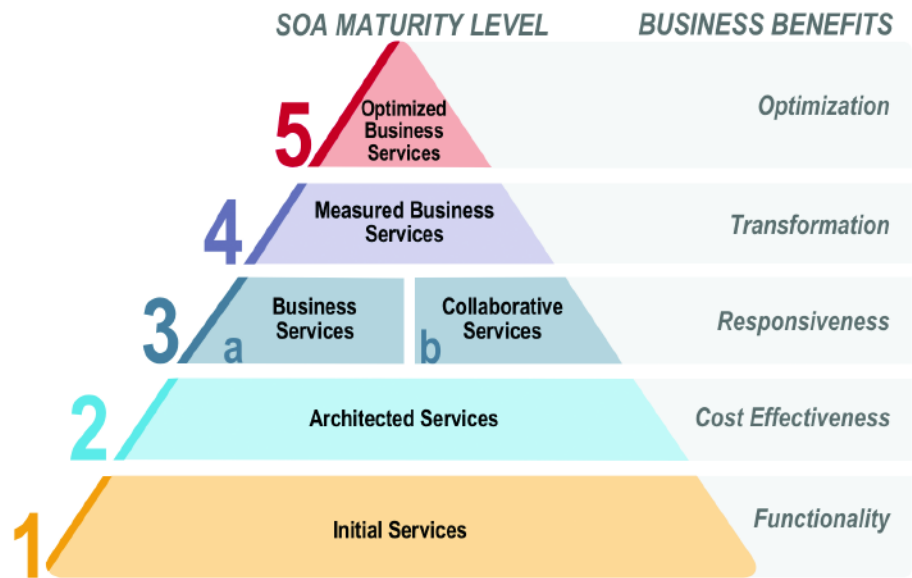 SOA MATURITY LEVEL
BUSINESS BENEFITS
5
Optimized
Business
Services
Optimization
4
Measured Business
Services
Transformation
3
a
Business
Services
b
Collaborative
Services
Responsiveness
2
Architected Services
Cost Effectiveness
1
Initial Services
Functionality